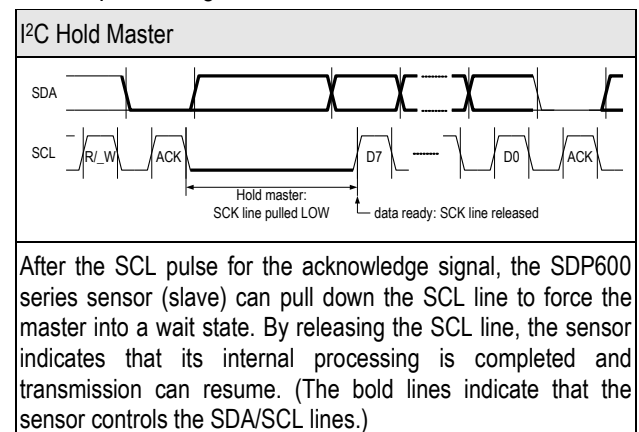 I²C Hold Master
SDA
SCL
R/_W
ACK
D7
D0
ACK
Hold master:
SCK line pulled LOW
data ready: SCK line released
After the SCL pulse for the acknowledge signal, the SDP600
series sensor (slave) can pull down the SCL line to force the
master into a wait state. By releasing the SCL line, the sensor
indicates that its internal processing is completed and
transmission can resume. (The bold lines indicate that the
sensor controls the SDA/SCL lines.)